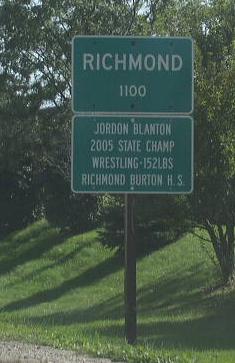 RICHMOND
1100
JORDON BLANTON
2005 STATE CHAMP
WRESTLING-152LBS
RICHMOND BURTON H.S.